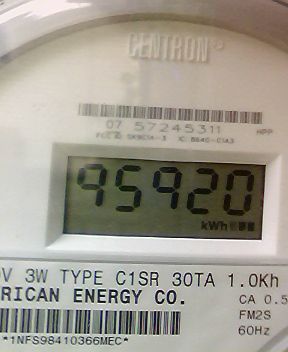 CENTRON®
07 57245311 HPP
95920
kWh
V 3W TYPE C1SR 30TA 1.0Kh
RICAN ENERGY CO. CA 0.5
FM2S
60Hz
*1NFS98410366MEC*